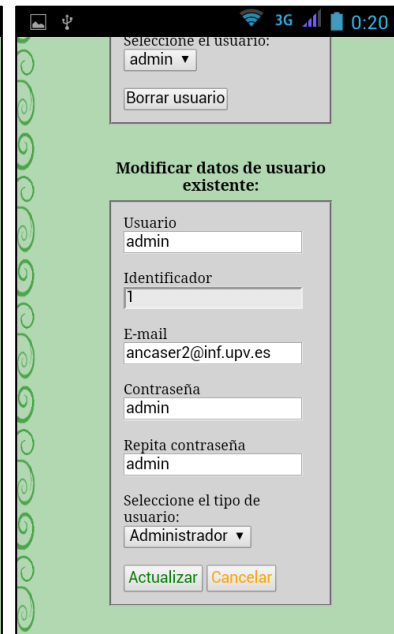 3G 0:20
Seleccione el usuario:
admin ▼
Borrar usuario
Modificar datos de usuario
existente:
Usuario
admin
Identificador
1
E-mail
ancaser2@inf.upv.es
Contraseña
admin
Repita contraseña
admin
Seleccione el tipo de
usuario:
Administrador ▼
Actualizar Cancelar